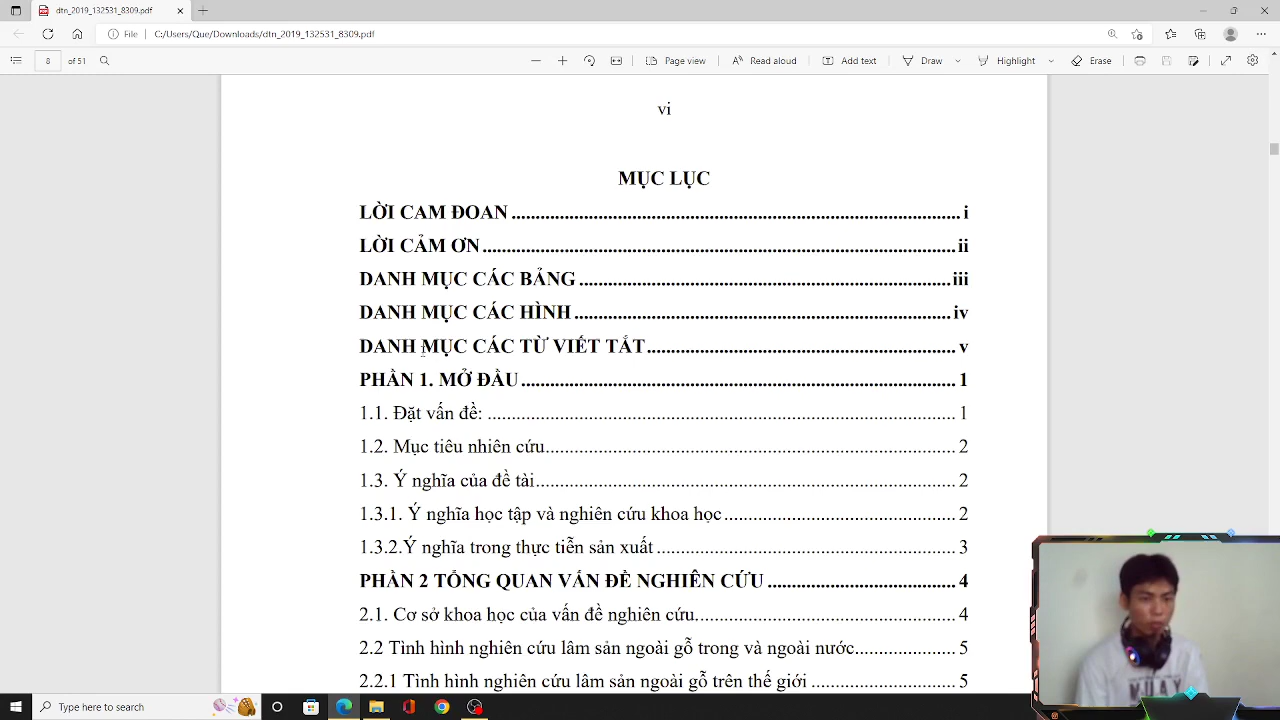 dtn_2019_132531_8309.pdf
File C:/Users/Que/Downloads/dtn_2019_132531_8309.pdf
8 of 51 Page view Read aloud Add text Draw Highlight Erase
vi
MỤC LỤC
LỜI CAM ĐOAN i
LỜI CẢM ƠN ii
DANH MỤC CÁC BẢNG iii
DANH MỤC CÁC HÌNH iv
DANH MỤC CÁC TỪ VIẾT TẮT v
PHẦN 1. MỞ ĐẦU 1
1.1. Đặt vấn đề: 1
1.2. Mục tiêu nhiên cứu 2
1.3. Ý nghĩa của đề tài 2
1.3.1. Ý nghĩa học tập và nghiên cứu khoa học 2
1.3.2.Ý nghĩa trong thực tiễn sản xuất 3
PHẦN 2 TỔNG QUAN VẤN ĐỀ NGHIÊN CỨU 4
2.1. Cơ sở khoa học của vấn đề nghiên cứu. 4
2.2 Tình hình nghiên cứu lâm sản ngoài gỗ trong và ngoài nước 5
2.2.1 Tình hình nghiên cứu lâm sản ngoài gỗ trên thế giới 5
MUAY
Type here to search